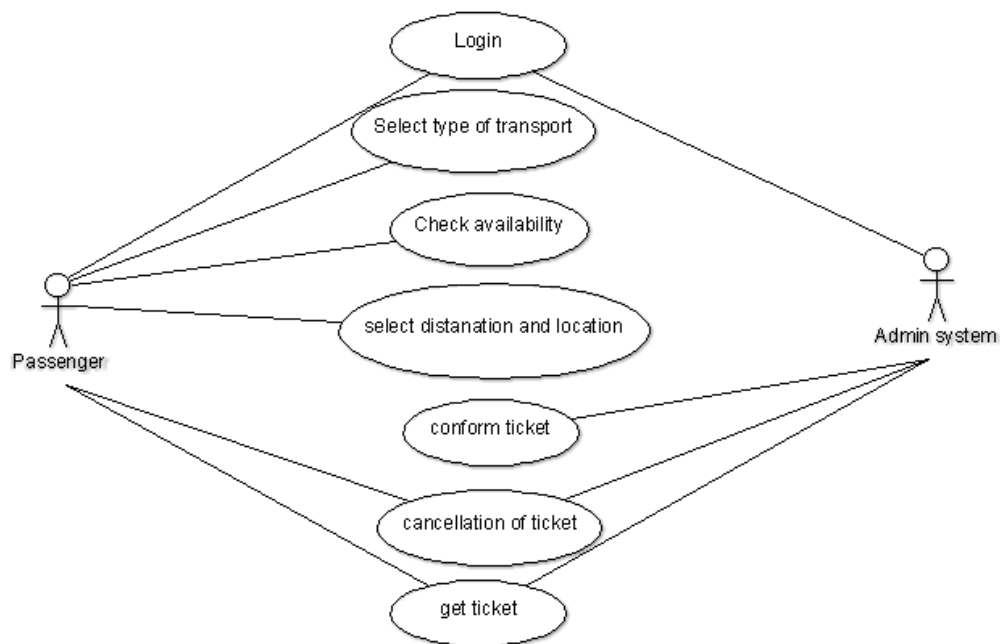 Login
Select type of transport
Check availability
select distanation and location
Passenger
Admin system
conform ticket
cancellation of ticket
get ticket